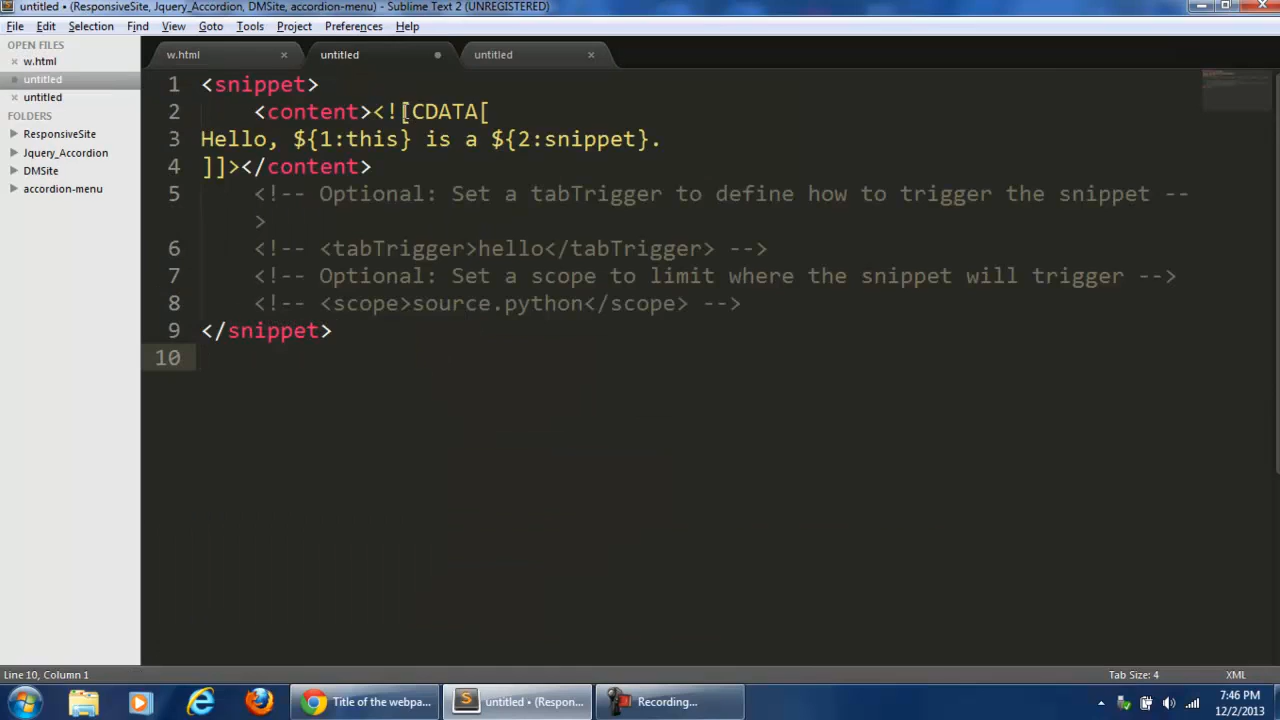 untitled • (ResponsiveSite, Jquery_Accordion, DMSite, accordion-menu) - Sublime Text 2 (UNREGISTERED)
File Edit Selection Find View Goto Tools Project Preferences Help
OPEN FILES
w.html
untitled
untitled
FOLDERS
ResponsiveSite
Jquery_Accordion
DMSite
accordion-menu
w.html × untitled untitled ×
1 <snippet>
2 <content><![CDATA[
3 Hello, ${1:this} is a ${2:snippet}.
4 ]]></content>
5 <!-- Optional: Set a tabTrigger to define how to trigger the snippet --
>
6 <!-- <tabTrigger>hello</tabTrigger> -->
7 <!-- Optional: Set a scope to limit where the snippet will trigger -->
8 <!-- <scope>source.python</scope> -->
9 </snippet>
10
Line 10, Column 1 Tab Size: 4 XML
Title of the webpa... untitled • (Respon... Recording... 7:46 PM
12/2/2013